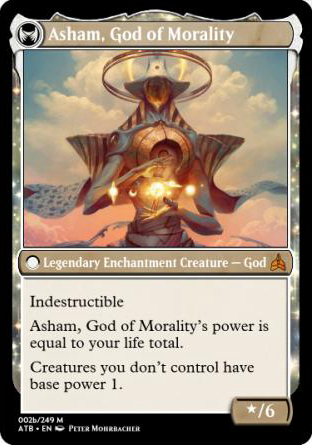 Asham, God of Morality
Legendary Enchantment Creature — God
Indestructible
Asham, God of Morality's power is
equal to your life total.
Creatures you don't control have
base power 1.
*/6
002b/249 M
ATB • EN Peter Mohrbacher